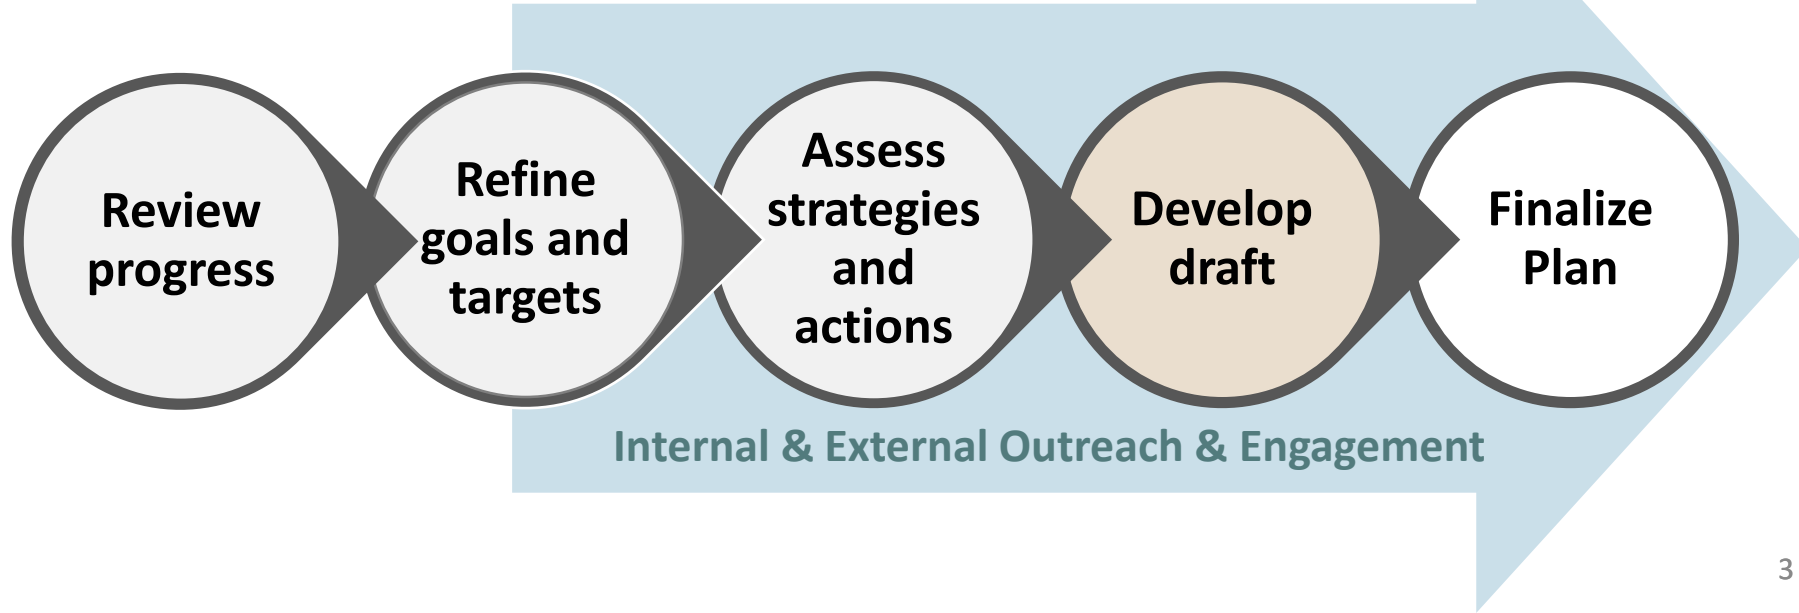 Review
progress
Refine
goals and
targets
Assess
strategies
and
actions
Develop
draft
Finalize
Plan
Internal & External Outreach & Engagement
3